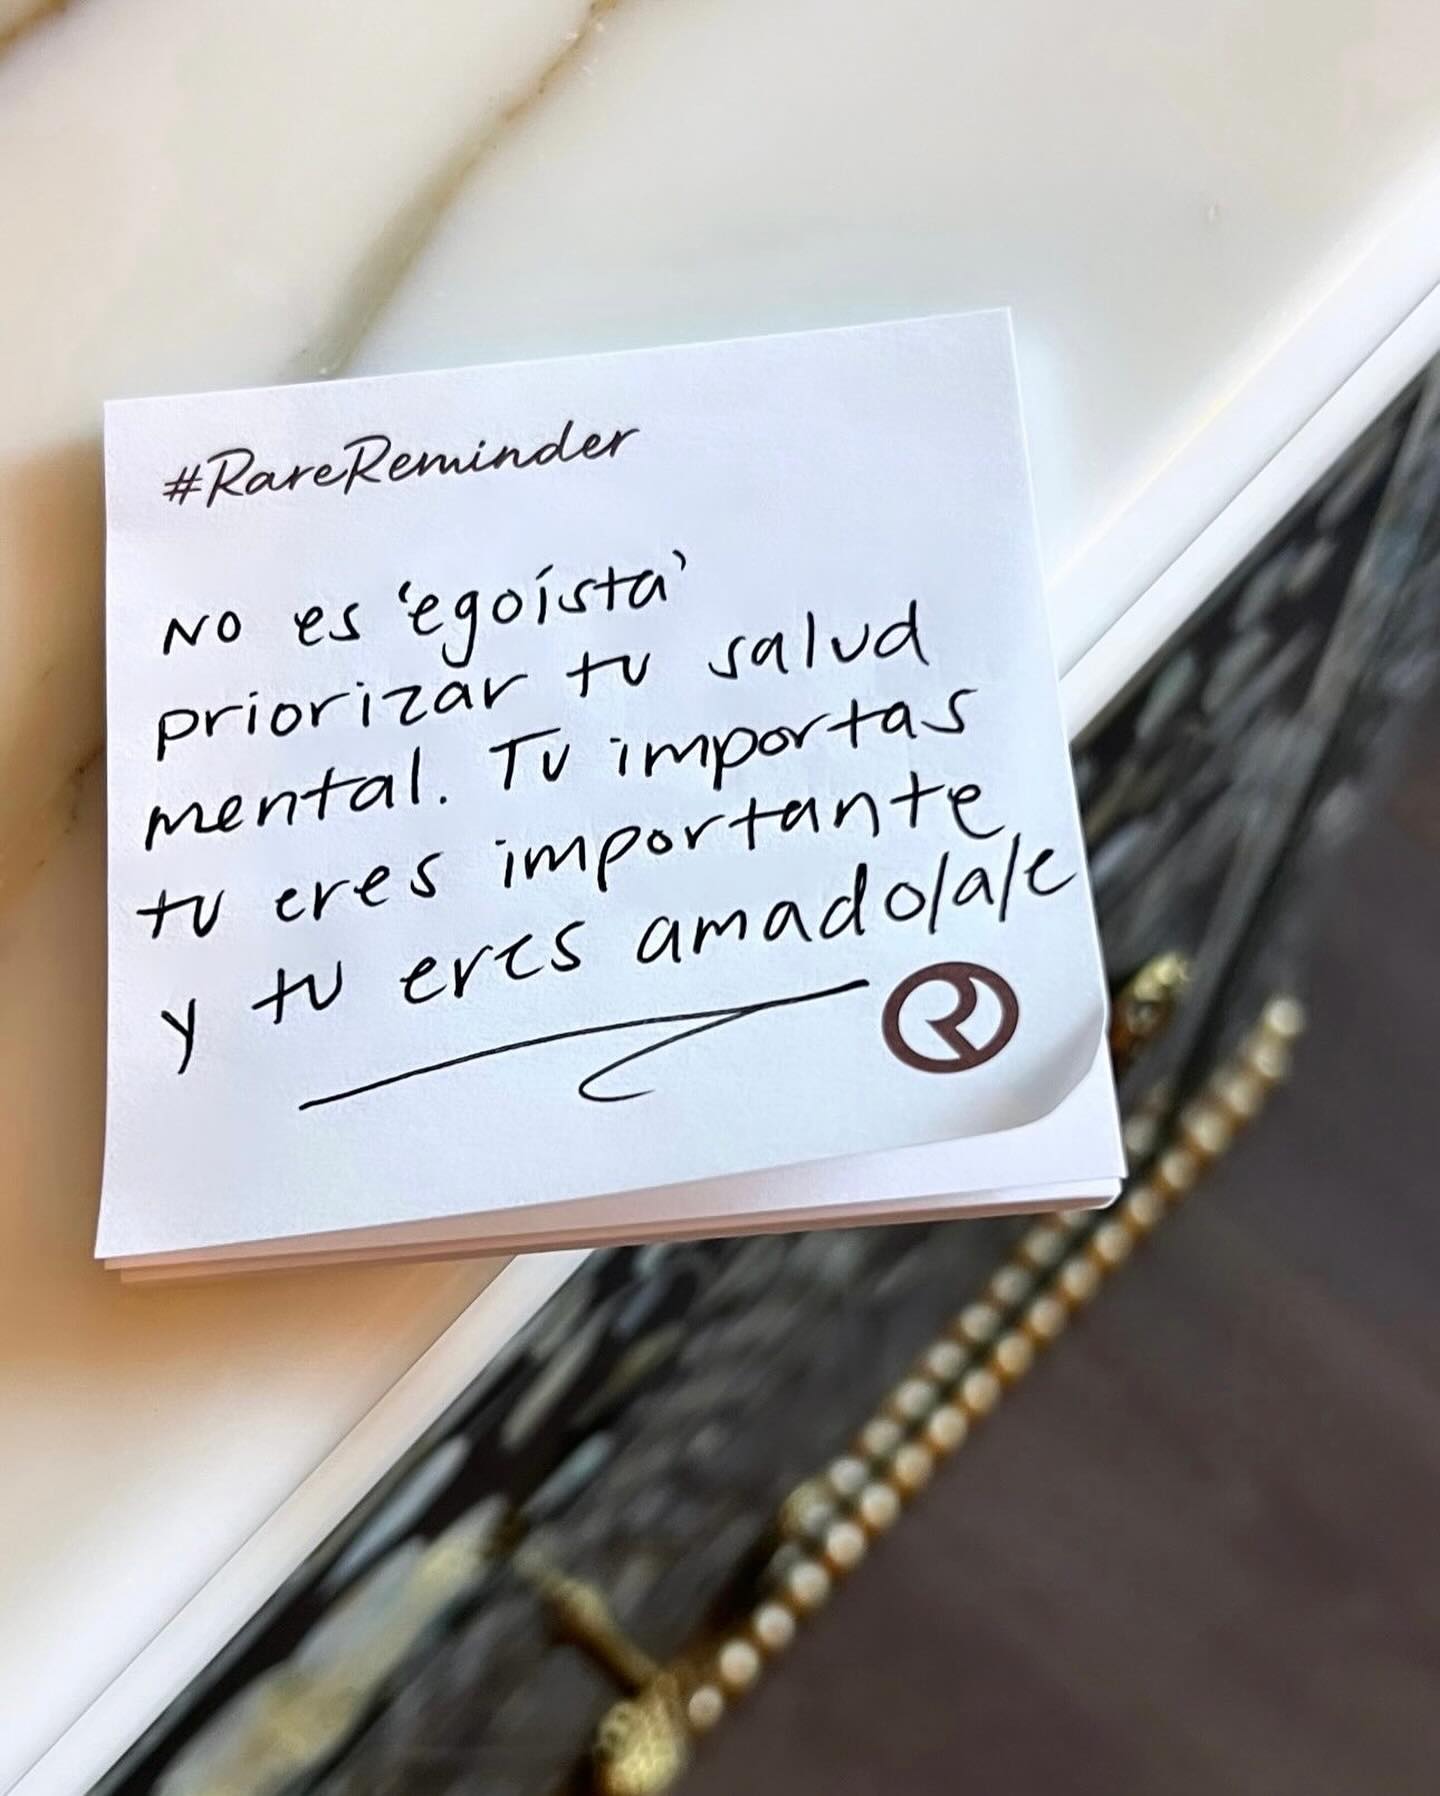 #RareReminder
No es 'egoísta'
priorizar tu salud
mental. Tu importas
tu eres importante
y tu eres amado/a/e
R